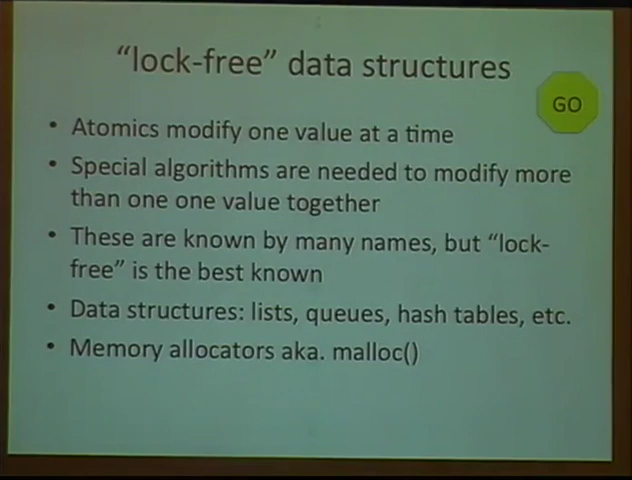 “lock-free” data structures
GO
• Atomics modify one value at a time
• Special algorithms are needed to modify more
than one one value together
• These are known by many names, but “lock-
free” is the best known
• Data structures: lists, queues, hash tables, etc.
• Memory allocators aka. malloc()